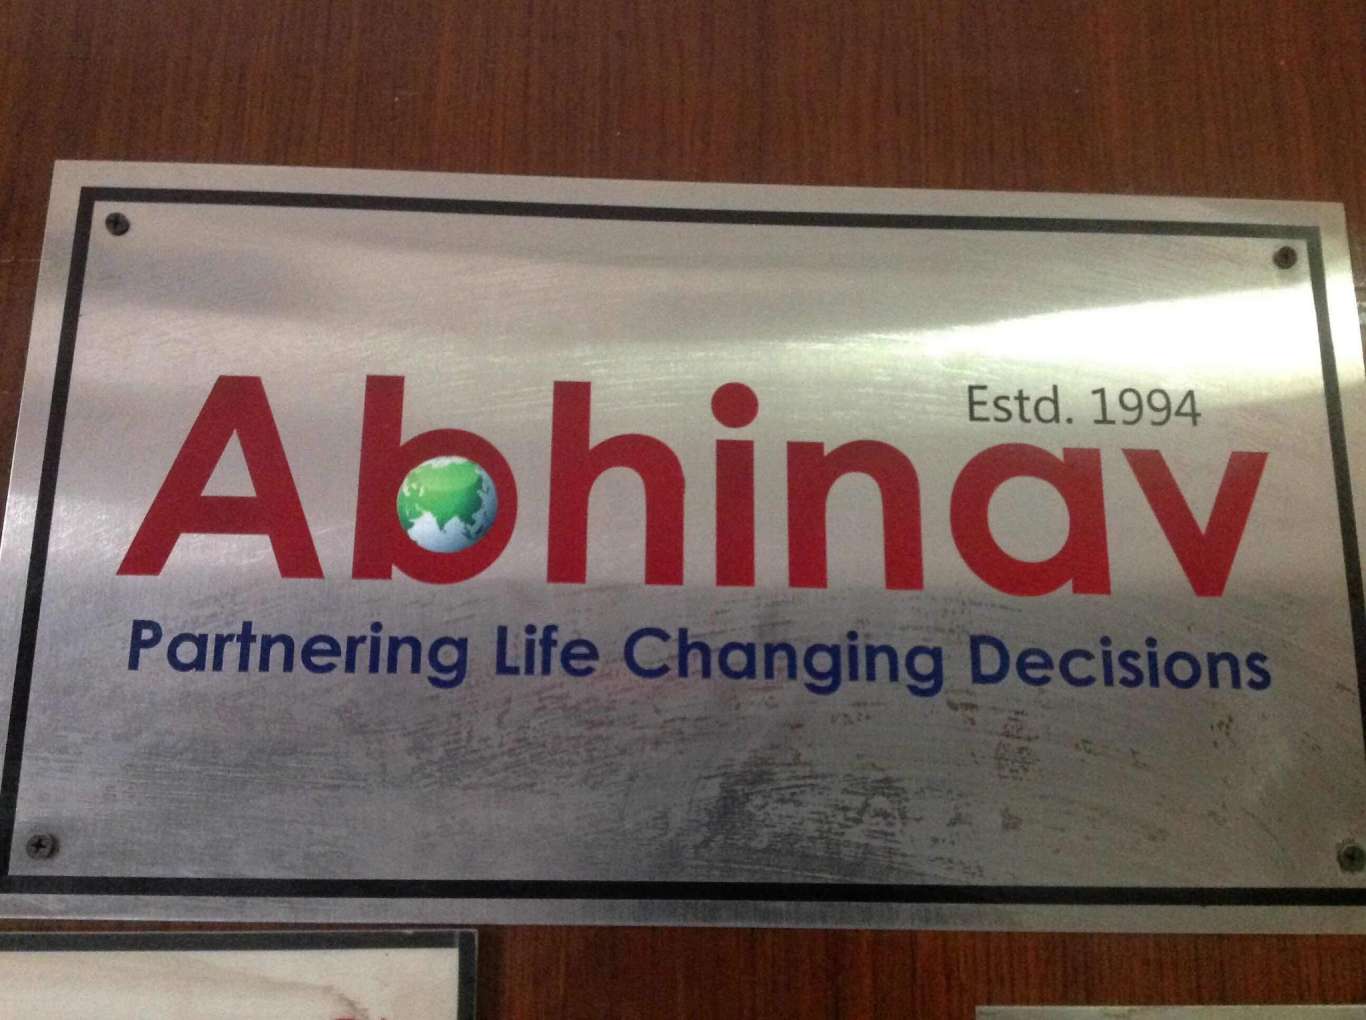 Estd. 1994
Abhinav
Partnering Life Changing Decisions